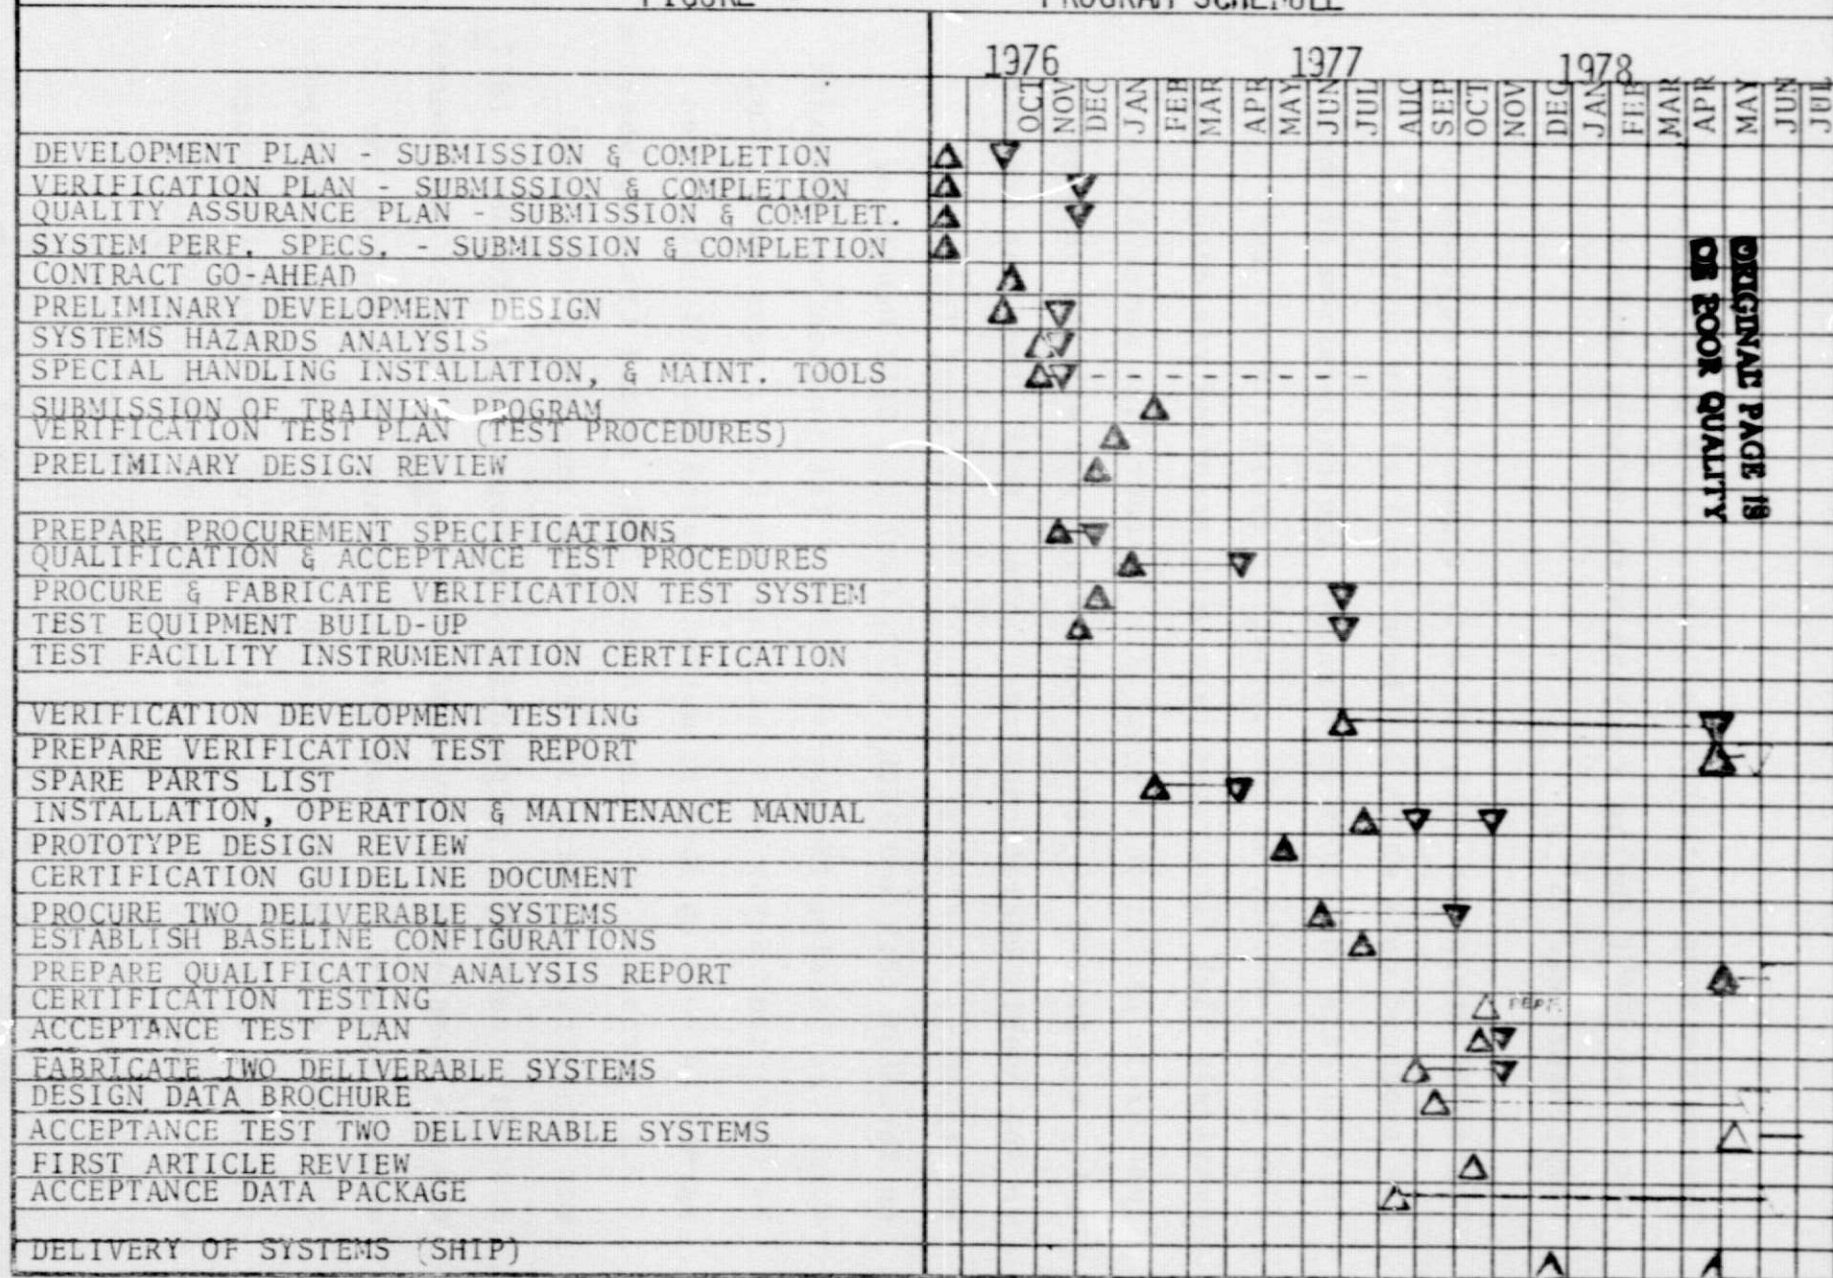 FIGURE PROGRAM SCHEDULE
1976 1977 1978
OCT NOV DEC JAN FEB MAR APR MAY JUN JUL AUG SEP OCT NOV DEC JAN FEB MAR APR MAY JUN JUL
DEVELOPMENT PLAN - SUBMISSION & COMPLETION
VERIFICATION PLAN - SUBMISSION & COMPLETION
QUALITY ASSURANCE PLAN - SUBMISSION & COMPLET.
SYSTEM PERF. SPECS. - SUBMISSION & COMPLETION
CONTRACT GO-AHEAD
PRELIMINARY DEVELOPMENT DESIGN
SYSTEMS HAZARDS ANALYSIS
SPECIAL HANDLING INSTALLATION, & MAINT. TOOLS
SUBMISSION OF TRAINING PROGRAM
VERIFICATION TEST PLAN (TEST PROCEDURES)
PRELIMINARY DESIGN REVIEW
PREPARE PROCUREMENT SPECIFICATIONS
QUALIFICATION & ACCEPTANCE TEST PROCEDURES
PROCURE & FABRICATE VERIFICATION TEST SYSTEM
TEST EQUIPMENT BUILD-UP
TEST FACILITY INSTRUMENTATION CERTIFICATION
VERIFICATION DEVELOPMENT TESTING
PREPARE VERIFICATION TEST REPORT
SPARE PARTS LIST
INSTALLATION, OPERATION & MAINTENANCE MANUAL
PROTOTYPE DESIGN REVIEW
CERTIFICATION GUIDELINE DOCUMENT
PROCURE TWO DELIVERABLE SYSTEMS
ESTABLISH BASELINE CONFIGURATIONS
PREPARE QUALIFICATION ANALYSIS REPORT
CERTIFICATION TESTING PERF.
ACCEPTANCE TEST PLAN
FABRICATE TWO DELIVERABLE SYSTEMS
DESIGN DATA BROCHURE
ACCEPTANCE TEST TWO DELIVERABLE SYSTEMS
FIRST ARTICLE REVIEW
ACCEPTANCE DATA PACKAGE
DELIVERY OF SYSTEMS (SHIP)
ORIGINAL PAGE IS
OF POOR QUALITY